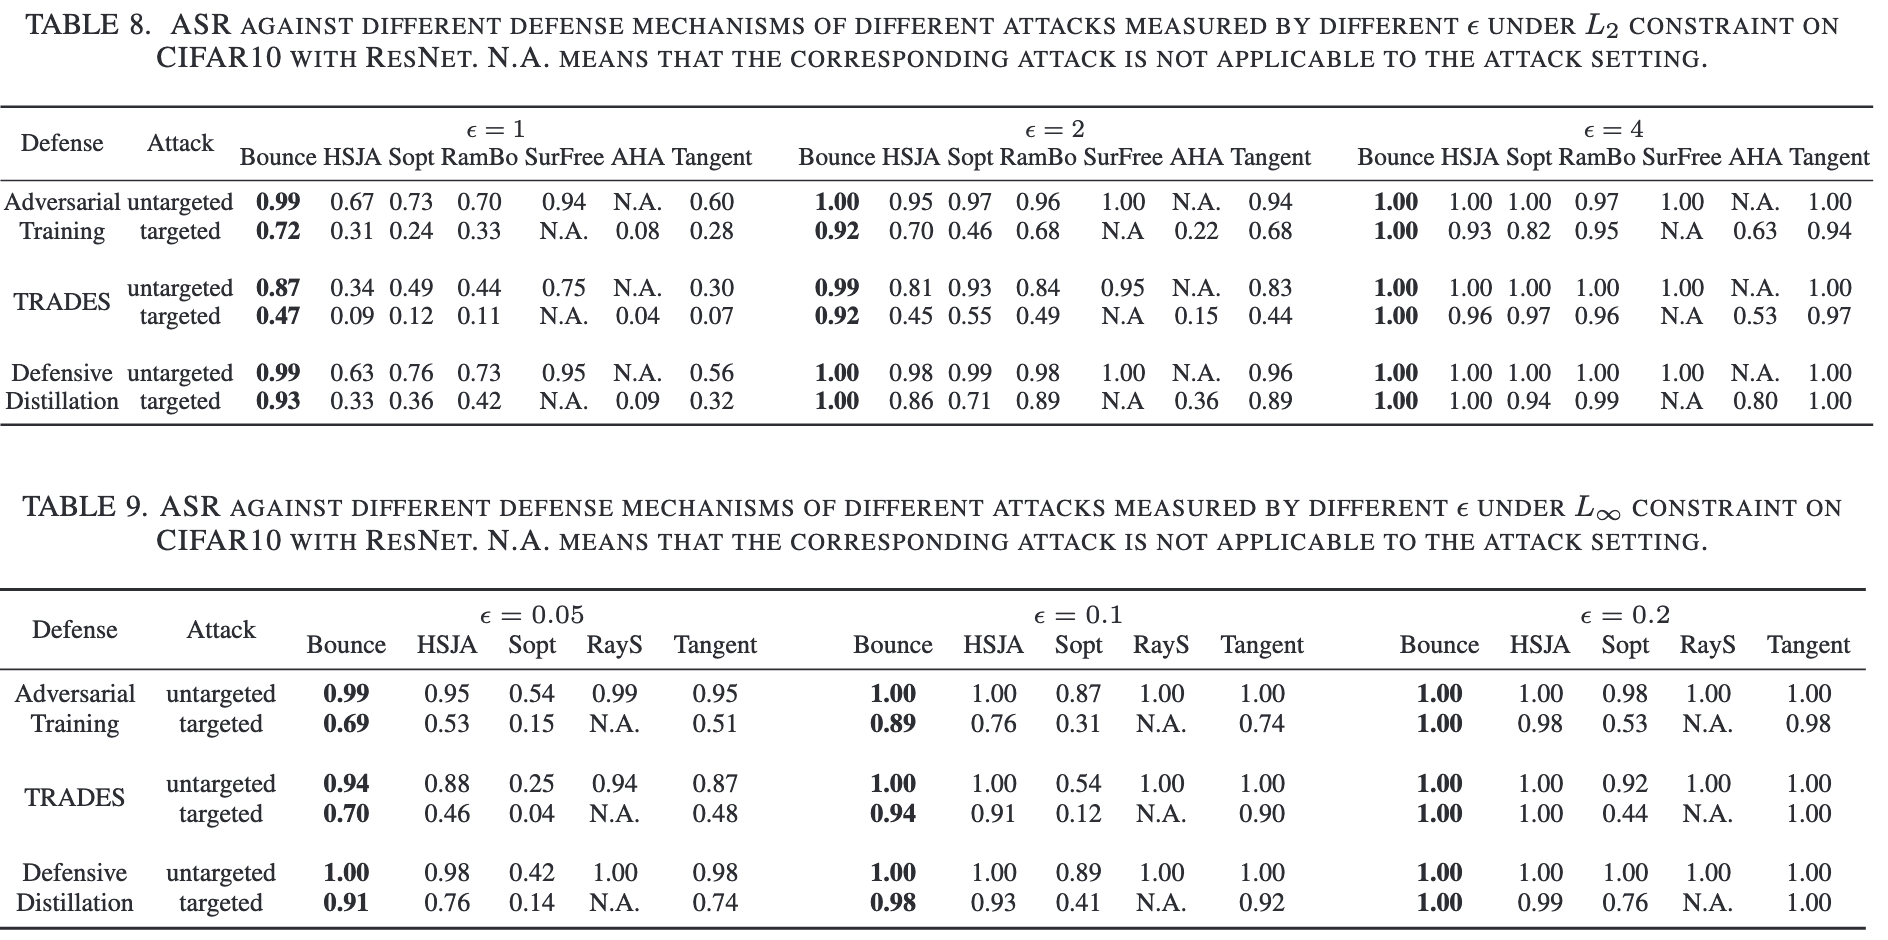 TABLE 8. ASR AGAINST DIFFERENT DEFENSE MECHANISMS OF DIFFERENT ATTACKS MEASURED BY DIFFERENT ϵ UNDER L2 CONSTRAINT ON
CIFAR10 WITH RESNET. N.A. MEANS THAT THE CORRESPONDING ATTACK IS NOT APPLICABLE TO THE ATTACK SETTING.
Defense Attack ϵ = 1 ϵ = 2 ϵ = 4
Bounce HSJA Sopt RamBo SurFree AHA Tangent Bounce HSJA Sopt RamBo SurFree AHA Tangent Bounce HSJA Sopt RamBo SurFree AHA Tangent
Adversarial untargeted 0.99 0.67 0.73 0.70 0.94 N.A. 0.60 1.00 0.95 0.97 0.96 1.00 N.A. 0.94 1.00 1.00 1.00 0.97 1.00 N.A. 1.00
Training targeted 0.72 0.31 0.24 0.33 N.A. 0.08 0.28 0.92 0.70 0.46 0.68 N.A 0.22 0.68 1.00 0.93 0.82 0.95 N.A 0.63 0.94
TRADES untargeted 0.87 0.34 0.49 0.44 0.75 N.A. 0.30 0.99 0.81 0.93 0.84 0.95 N.A. 0.83 1.00 1.00 1.00 1.00 1.00 N.A. 1.00
targeted 0.47 0.09 0.12 0.11 N.A. 0.04 0.07 0.92 0.45 0.55 0.49 N.A 0.15 0.44 1.00 0.96 0.97 0.96 N.A 0.53 0.97
Defensive untargeted 0.99 0.63 0.76 0.73 0.95 N.A. 0.56 1.00 0.98 0.99 0.98 1.00 N.A. 0.96 1.00 1.00 1.00 1.00 1.00 N.A. 1.00
Distillation targeted 0.93 0.33 0.36 0.42 N.A. 0.09 0.32 1.00 0.86 0.71 0.89 N.A 0.36 0.89 1.00 1.00 0.94 0.99 N.A 0.80 1.00
TABLE 9. ASR AGAINST DIFFERENT DEFENSE MECHANISMS OF DIFFERENT ATTACKS MEASURED BY DIFFERENT ϵ UNDER L∞ CONSTRAINT ON
CIFAR10 WITH RESNET. N.A. MEANS THAT THE CORRESPONDING ATTACK IS NOT APPLICABLE TO THE ATTACK SETTING.
Defense Attack ϵ = 0.05 ϵ = 0.1 ϵ = 0.2
Bounce HSJA Sopt RayS Tangent Bounce HSJA Sopt RayS Tangent Bounce HSJA Sopt RayS Tangent
Adversarial untargeted 0.99 0.95 0.54 0.99 0.95 1.00 1.00 0.87 1.00 1.00 1.00 1.00 0.98 1.00 1.00
Training targeted 0.69 0.53 0.15 N.A. 0.51 0.89 0.76 0.31 N.A. 0.74 1.00 0.98 0.53 N.A. 0.98
TRADES untargeted 0.94 0.88 0.25 0.94 0.87 1.00 1.00 0.54 1.00 1.00 1.00 1.00 0.92 1.00 1.00
targeted 0.70 0.46 0.04 N.A. 0.48 0.94 0.91 0.12 N.A. 0.90 1.00 1.00 0.44 N.A. 1.00
Defensive untargeted 1.00 0.98 0.42 1.00 0.98 1.00 1.00 0.89 1.00 1.00 1.00 1.00 1.00 1.00 1.00
Distillation targeted 0.91 0.76 0.14 N.A. 0.74 0.98 0.93 0.41 N.A. 0.92 1.00 0.99 0.76 N.A. 1.00